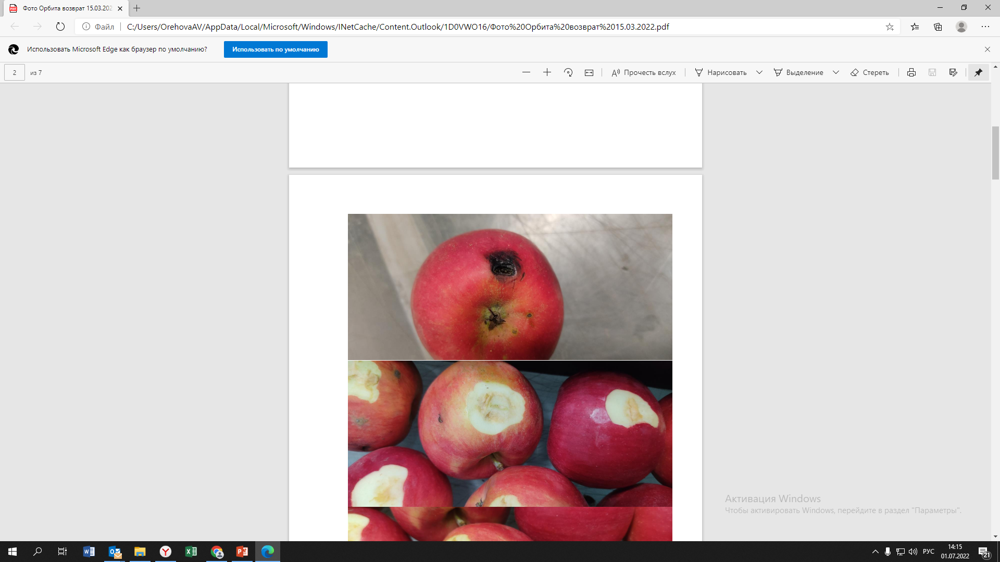 Фото Орбита возврат 15.03.202
Файл
C:/Users/OrehovaAV/AppData/Local/Microsoft/Windows/INetCache/Content.Outlook/1D0VWO16/Фото%20Орбита%20возврат%2015.03.2022.pdf
Использовать Microsoft Edge как браузер по умолчанию?
Использовать по умолчанию
2 из 7
Прочесть вслух
Нарисовать
Выделение
Стереть
Активация Windows
Чтобы активировать Windows, перейдите в раздел "Параметры".
РУС
14:15
01.07.2022
21